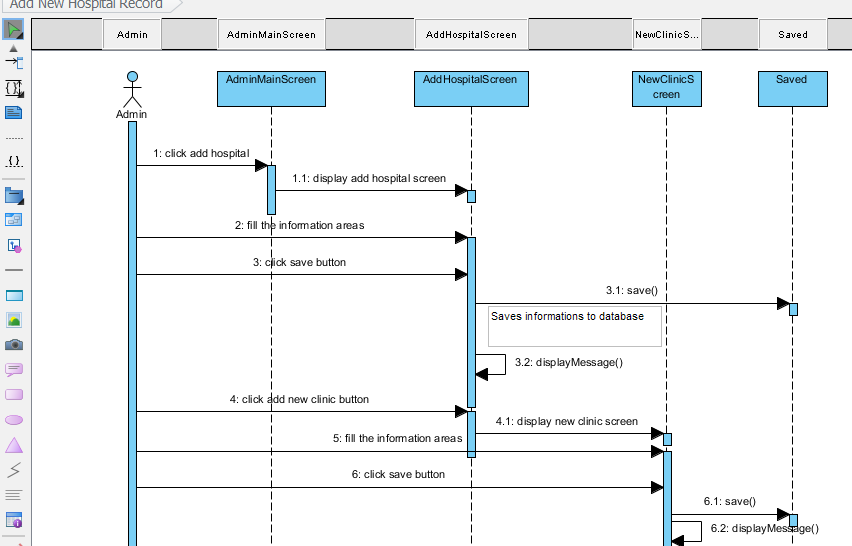 Add New Hospital Record
Admin
AdminMainScreen
AddHospitalScreen
NewClinicS...
Saved
AdminMainScreen
AddHospitalScreen
NewClinicS
creen
Saved
Admin
1: click add hospital
1.1: display add hospital screen
2: fill the information areas
3: click save button
3.1: save()
Saves informations to database
3.2: displayMessage()
4: click add new clinic button
4.1: display new clinic screen
5: fill the information areas
6: click save button
6.1: save()
6.2: displayMessage()